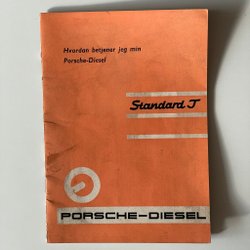 Hvordan betjener jeg min
Porsche-Diesel
Standard J
PORSCHE-DIESEL